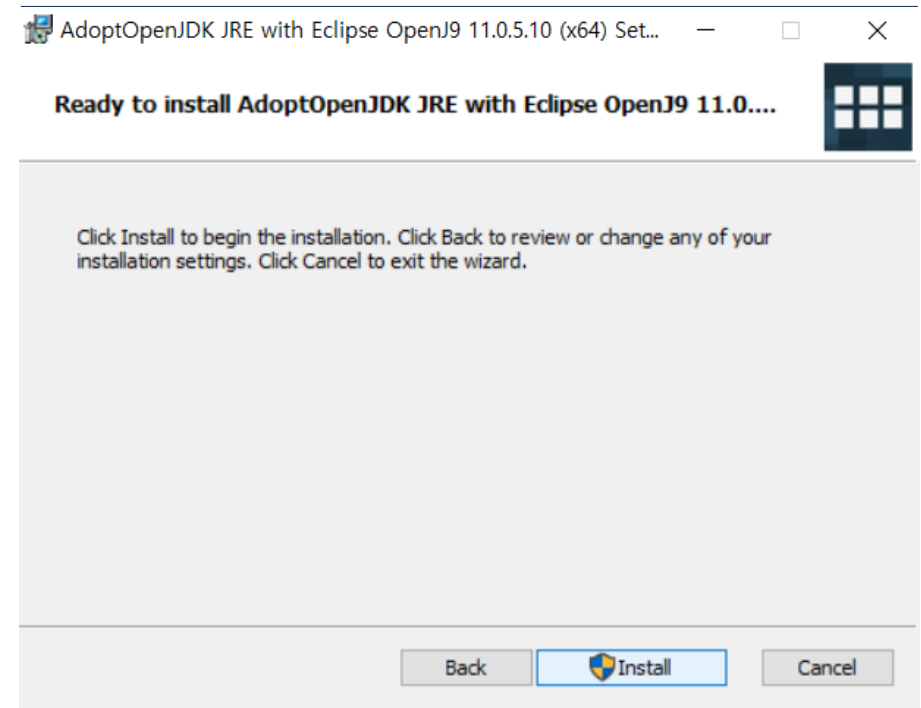 AdoptOpenJDK JRE with Eclipse OpenJ9 11.0.5.10 (x64) Set...
Ready to install AdoptOpenJDK JRE with Eclipse OpenJ9 11.0....
Click Install to begin the installation. Click Back to review or change any of your
installation settings. Click Cancel to exit the wizard.
Back
Install
Cancel